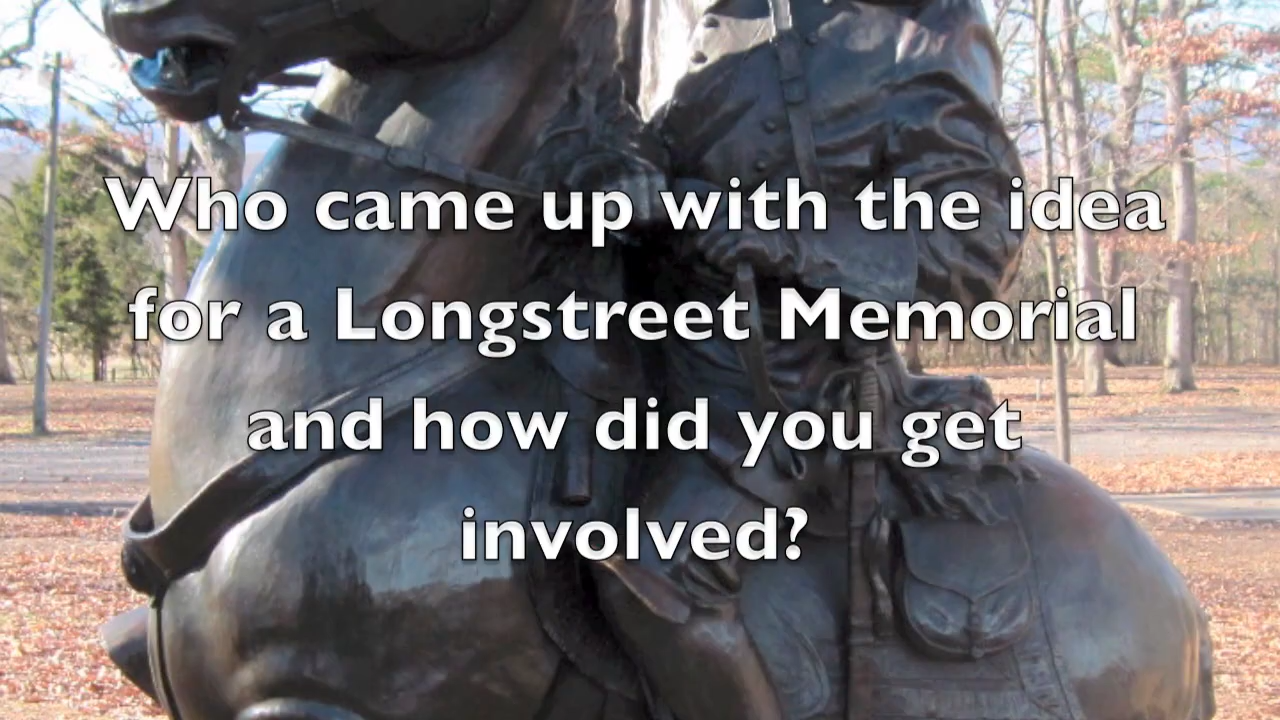 Who came up with the idea
for a Longstreet Memorial
and how did you get
involved?